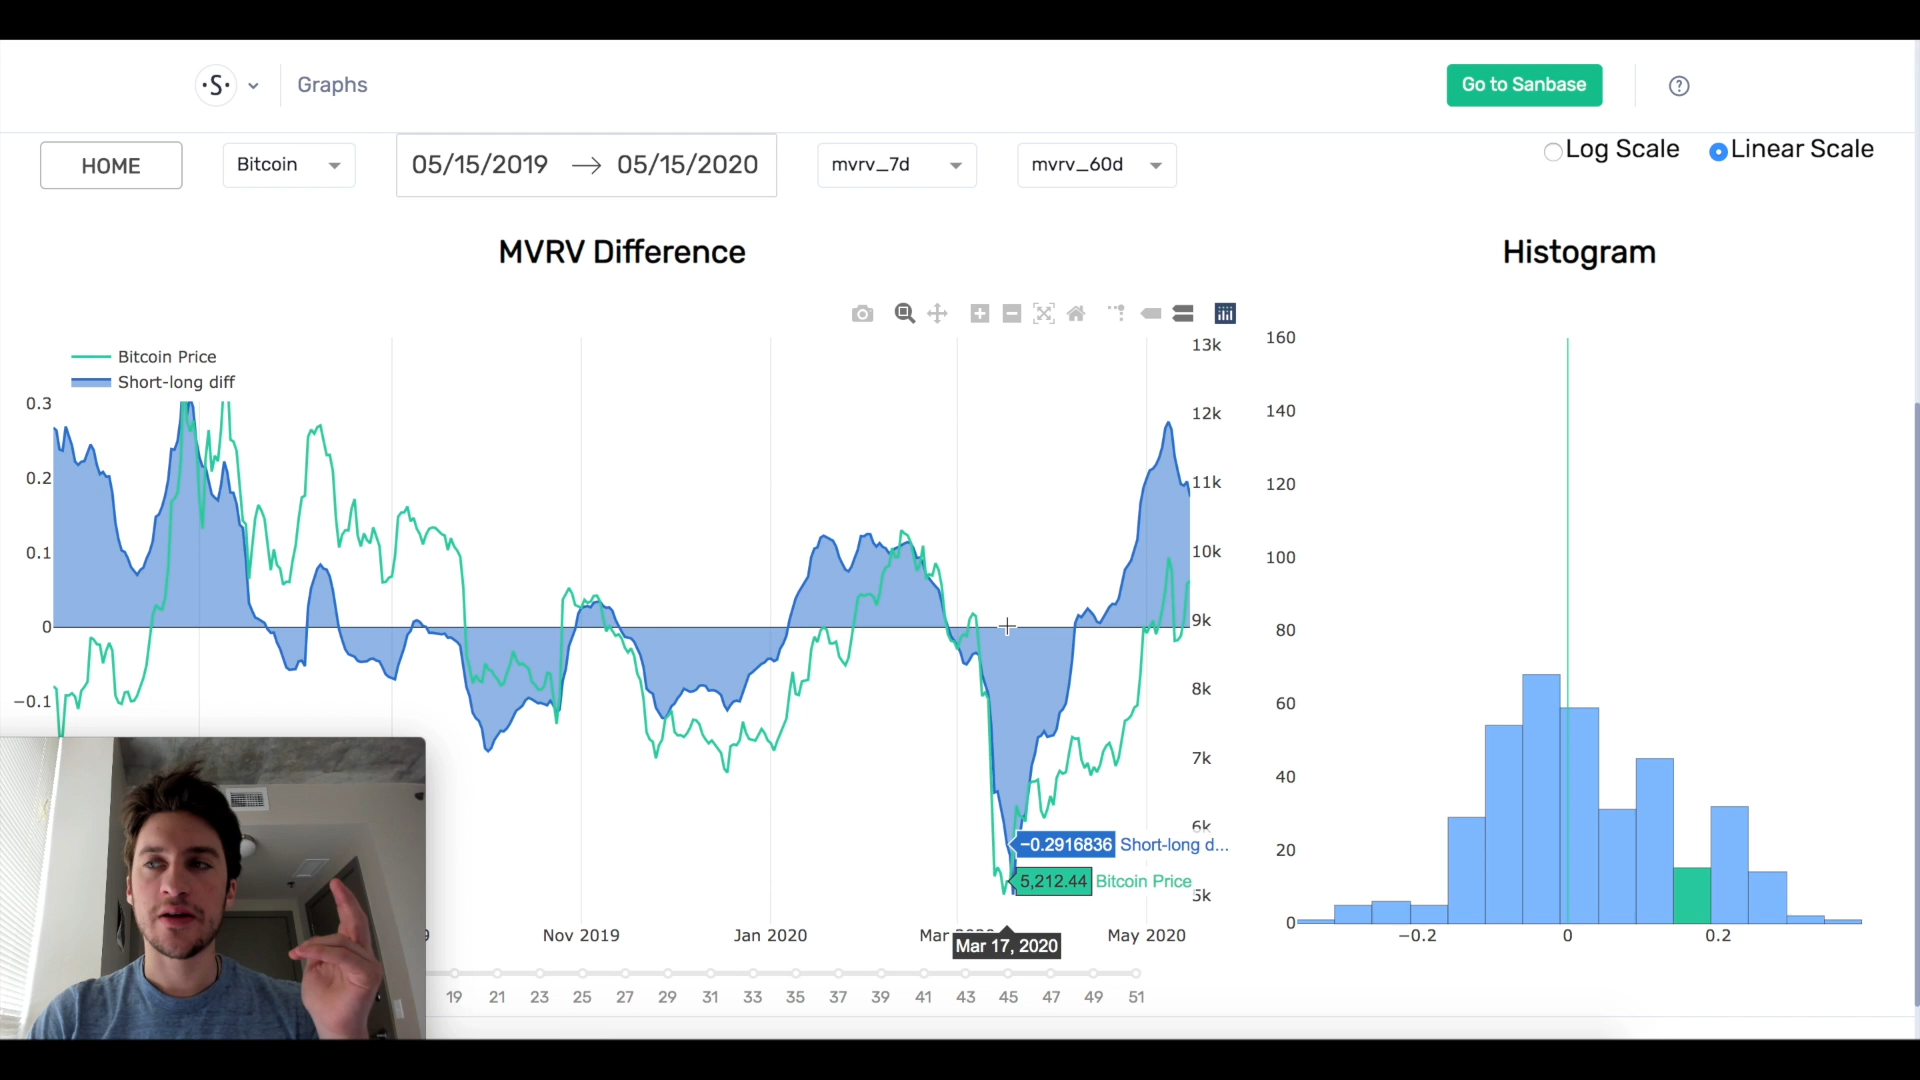 ·S·
Graphs
Go to Sanbase
?
HOME
Bitcoin
05/15/2019 → 05/15/2020
mvrv_7d
mvrv_60d
Log Scale
Linear Scale
MVRV Difference
Histogram
Bitcoin Price
Short-long diff
0.3
0.2
0.1
0
−0.1
13k
12k
11k
10k
9k
8k
7k
6k
5k
−0.2916836 Short-long d...
5,212.44 Bitcoin Price
9
Nov 2019
Jan 2020
Mar
May 2020
Mar 17, 2020
19 21 23 25 27 29 31 33 35 37 39 41 43 45 47 49 51
160
140
120
100
80
60
40
20
0
−0.2 0 0.2